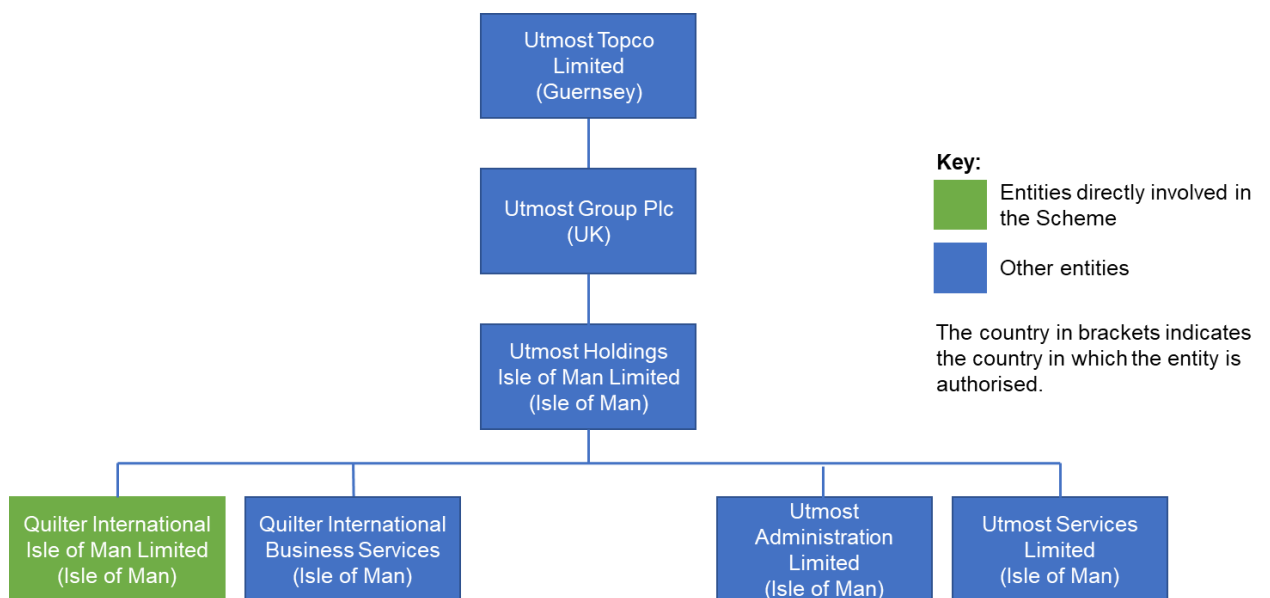 Utmost Topco
Limited
(Guernsey)
Utmost Group Plc
(UK)
Utmost Holdings
Isle of Man Limited
(Isle of Man)
Key:
Entities directly involved in
the Scheme
Other entities
The country in brackets indicates
the country in which the entity is
authorised.
Quilter International
Isle of Man Limited
(Isle of Man)
Quilter International
Business Services
(Isle of Man)
Utmost
Administration
Limited
(Isle of Man)
Utmost Services
Limited
(Isle of Man)